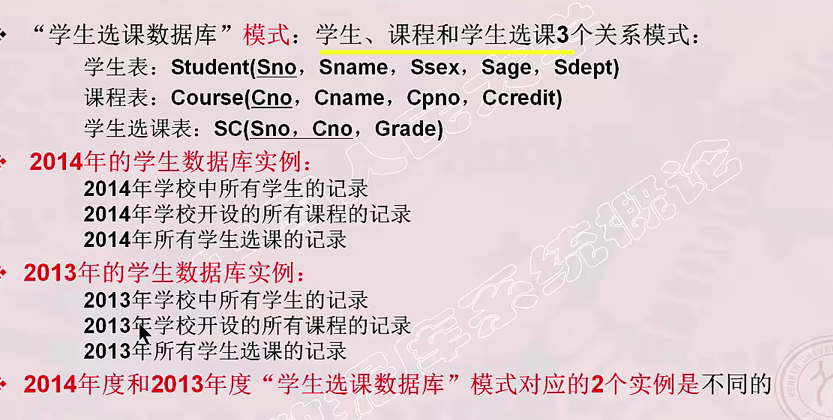 “学生选课数据库”模式：学生、课程和学生选课3个关系模式：
学生表：Student(Sno，Sname，Ssex，Sage，Sdept)
课程表：Course(Cno，Cname，Cpno，Ccredit)
学生选课表：SC(Sno，Cno，Grade)
2014年的学生数据库实例：
2014年学校中所有学生的记录
2014年学校开设的所有课程的记录
2014年所有学生选课的记录
2013年的学生数据库实例：
2013年学校中所有学生的记录
2013年学校开设的所有课程的记录
2013年所有学生选课的记录
2014年度和2013年度“学生选课数据库”模式对应的2个实例是不同的